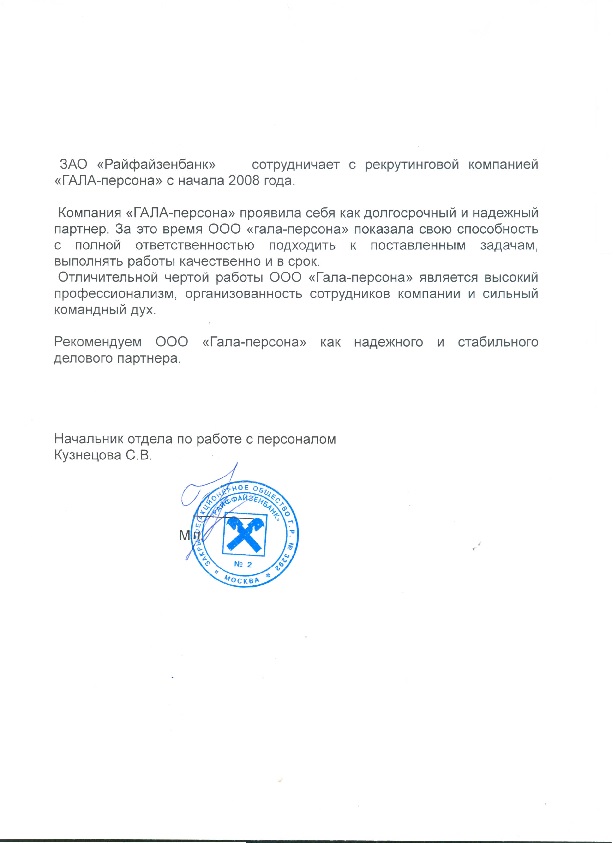 ЗАО «Райфайзенбанк» сотрудничает с рекрутинговой компанией
«ГАЛА-персона» с начала 2008 года.
Компания «ГАЛА-персона» проявила себя как долгосрочный и надежный
партнер. За это время ООО «гала-персона» показала свою способность
с полной ответственностью подходить к поставленным задачам,
выполнять работы качественно и в срок.
Отличительной чертой работы ООО «Гала-персона» является высокий
профессионализм, организованность сотрудников компании и сильный
командный дух.
Рекомендуем ООО «Гала-персона» как надежного и стабильного
делового партнера.
Начальник отдела по работе с персоналом
Кузнецова С.В.
М.п.
ЗАКРЫТОЕ АКЦИОНЕРНОЕ ОБЩЕСТВО Г.Р. № 3292
«РАЙФФАЙЗЕНБАНК»
№ 2
* МОСКВА *